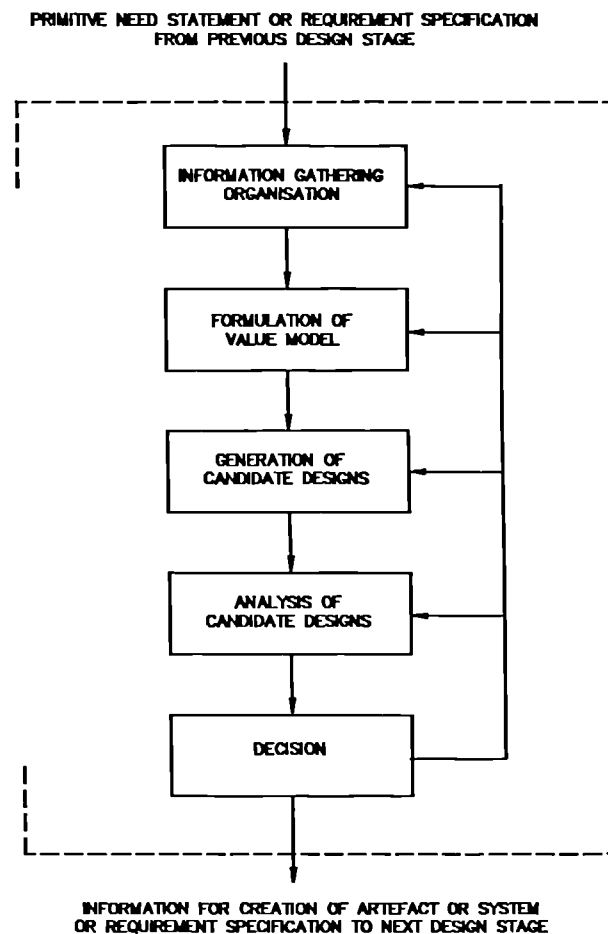 PRIMITIVE NEED STATEMENT OR REQUIREMENT SPECIFICATION
FROM PREVIOUS DESIGN STAGE
INFORMATION GATHERING
ORGANISATION
FORMULATION OF
VALUE MODEL
GENERATION OF
CANDIDATE DESIGNS
ANALYSIS OF
CANDIDATE DESIGNS
DECISION
INFORMATION FOR CREATION OF ARTEFACT OR SYSTEM
OR REQUIREMENT SPECIFICATION TO NEXT DESIGN STAGE